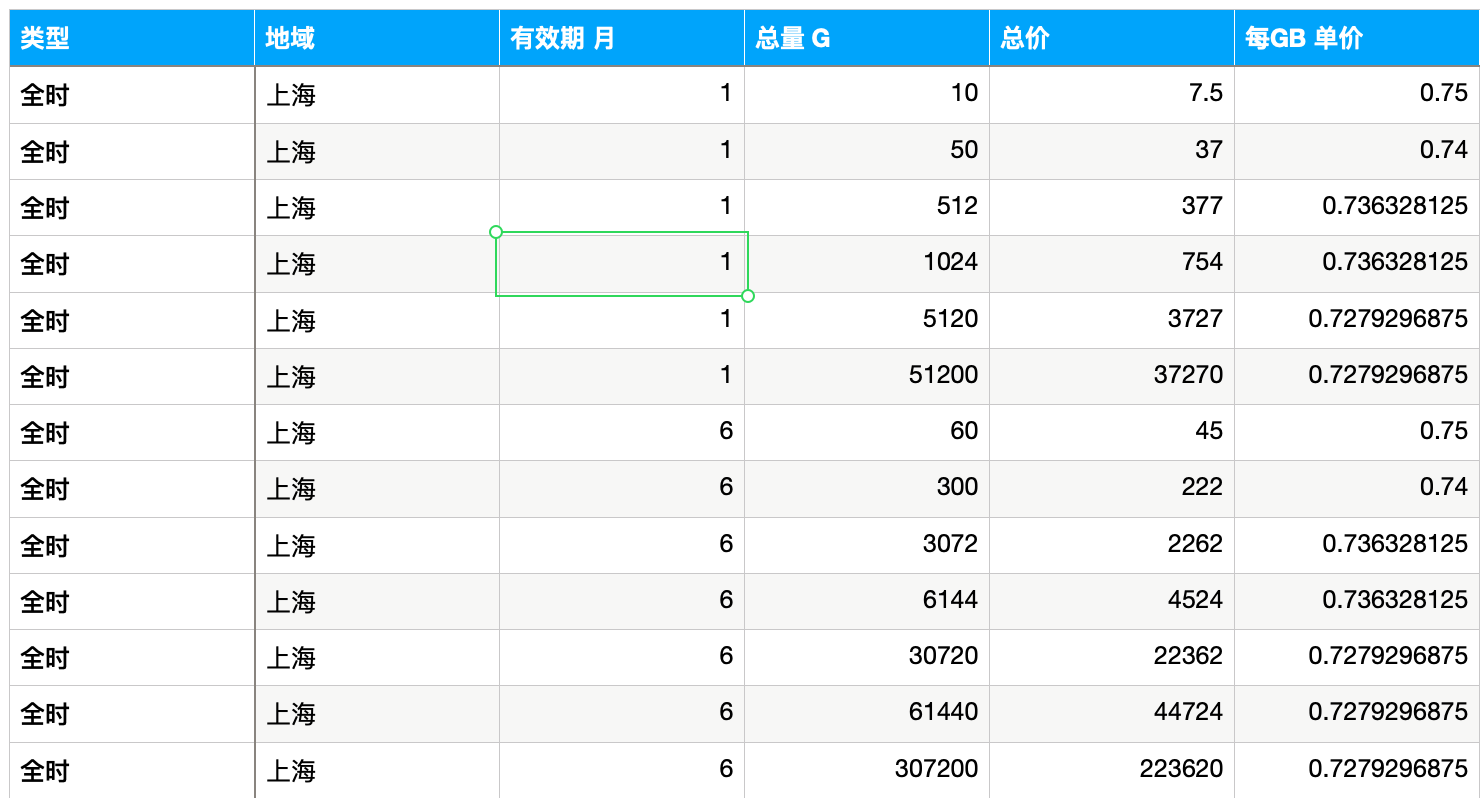 类型 地域 有效期 月 总量 G 总价 每GB 单价
全时 上海 1 10 7.5 0.75
全时 上海 1 50 37 0.74
全时 上海 1 512 377 0.736328125
全时 上海 1 1024 754 0.736328125
全时 上海 1 5120 3727 0.7279296875
全时 上海 1 51200 37270 0.7279296875
全时 上海 6 60 45 0.75
全时 上海 6 300 222 0.74
全时 上海 6 3072 2262 0.736328125
全时 上海 6 6144 4524 0.736328125
全时 上海 6 30720 22362 0.7279296875
全时 上海 6 61440 44724 0.7279296875
全时 上海 6 307200 223620 0.7279296875